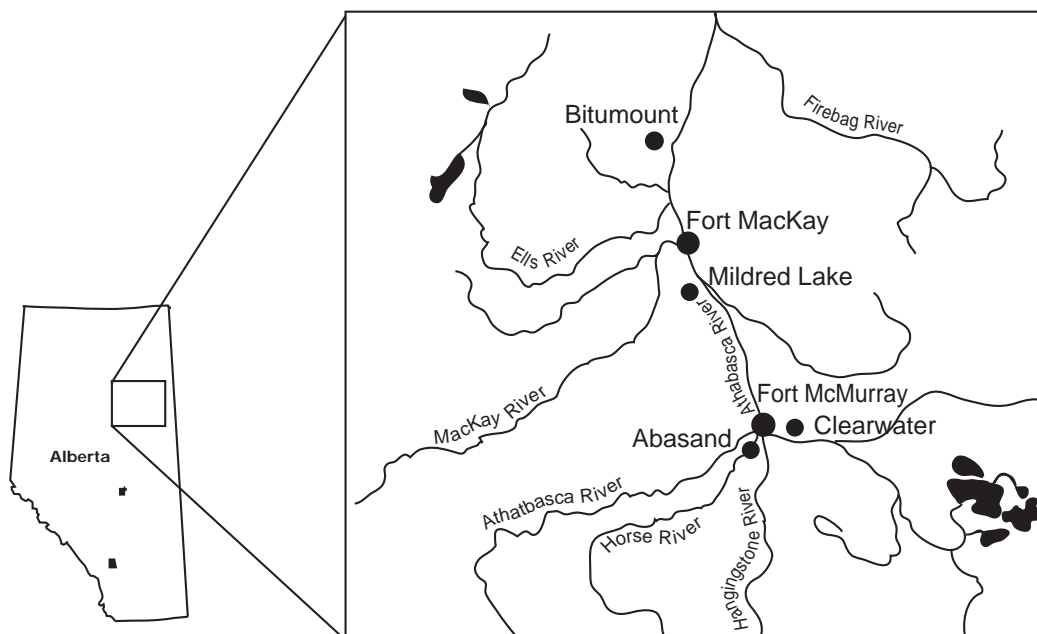 Bitumount
Firebag River
Fort MacKay
Ells River
Mildred Lake
Athabasca River
Fort McMurray
MacKay River
Clearwater
Abasand
Alberta
Athatbasca River
Horse River
Hangingstone River